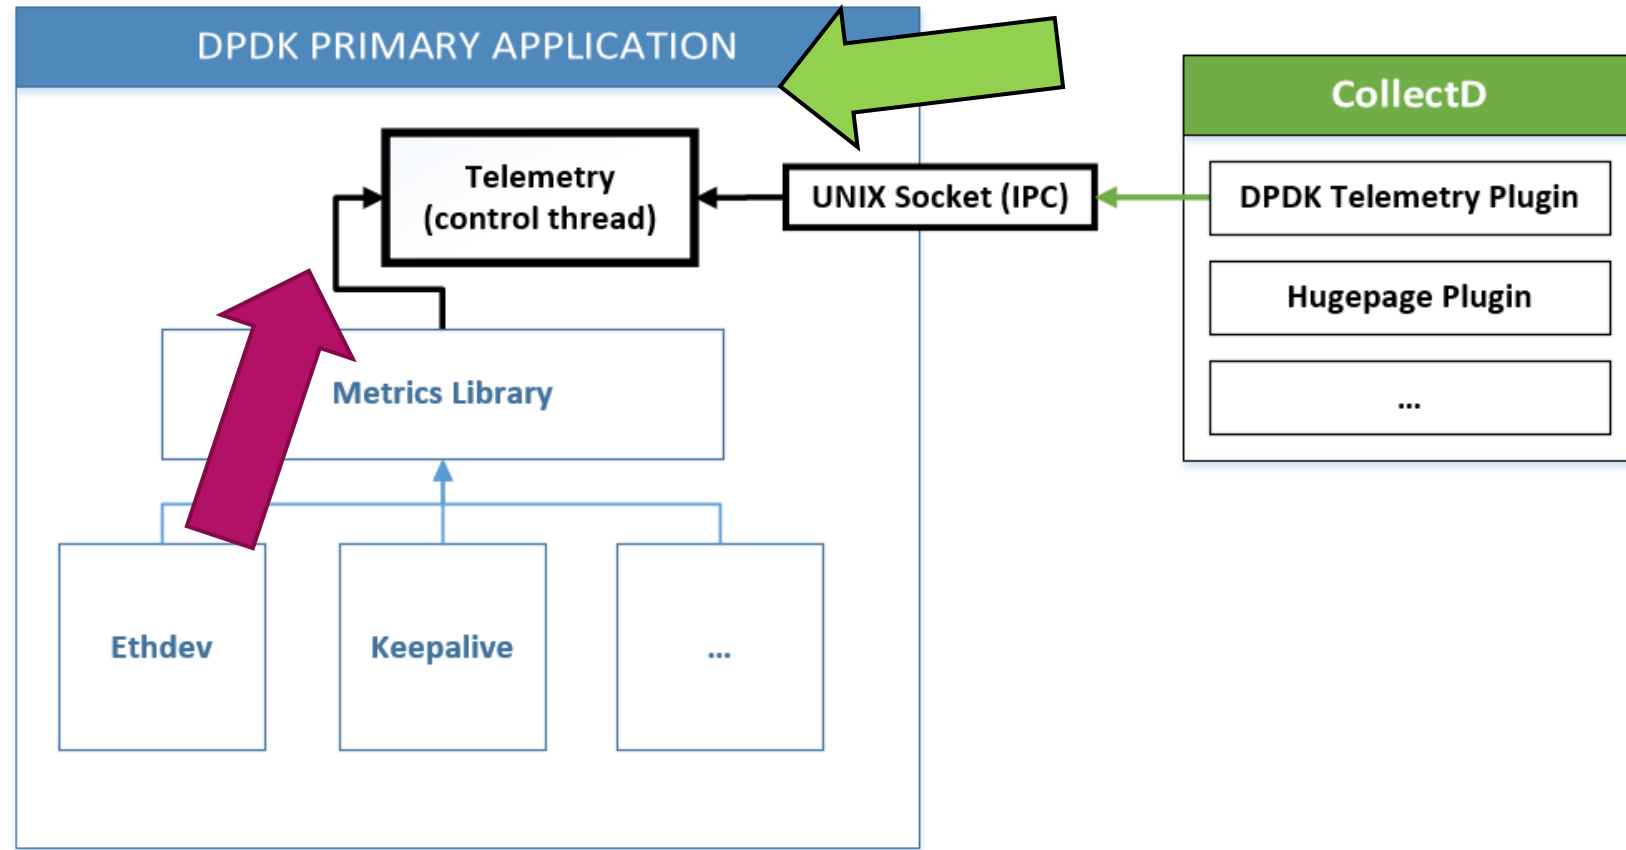 DPDK PRIMARY APPLICATION
CollectD
Telemetry
(control thread)
UNIX Socket (IPC)
DPDK Telemetry Plugin
Hugepage Plugin
...
Metrics Library
Ethdev
Keepalive
...